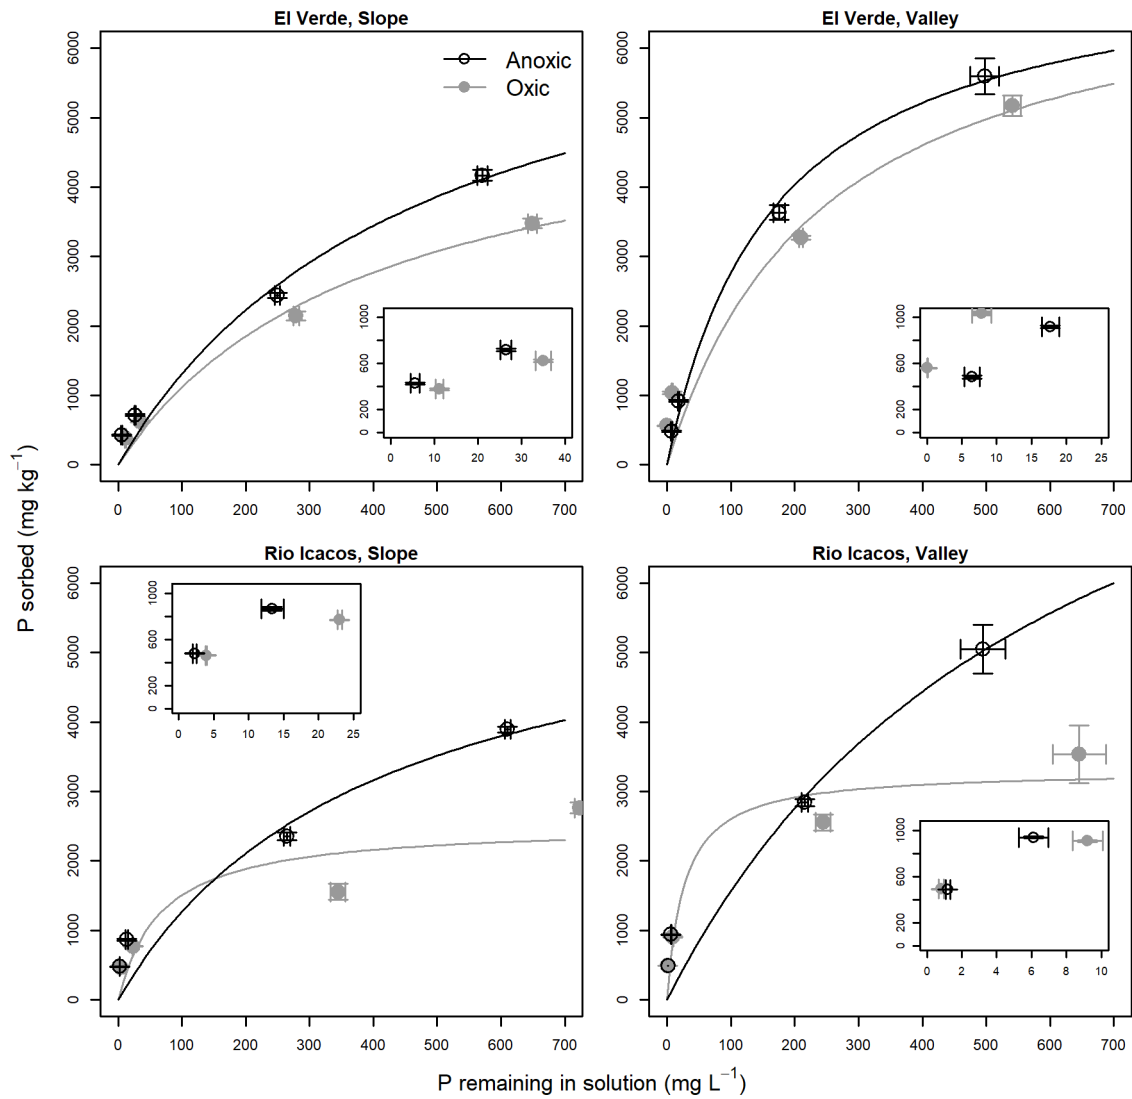 El Verde, Slope
El Verde, Valley
6000
5000
4000
3000
2000
1000
0
Anoxic
Oxic
1000
600
200
0
0 10 20 30 40
0 100 200 300 400 500 600 700
6000
5000
4000
3000
2000
1000
0
1000
600
200
0
0 5 10 15 20 25
0 100 200 300 400 500 600 700
P sorbed (mg kg⁻¹)
Rio Icacos, Slope
Rio Icacos, Valley
6000
5000
4000
3000
2000
1000
0
1000
600
200
0
0 5 10 15 20 25
0 100 200 300 400 500 600 700
6000
5000
4000
3000
2000
1000
0
1000
600
200
0
0 2 4 6 8 10
0 100 200 300 400 500 600 700
P remaining in solution (mg L⁻¹)